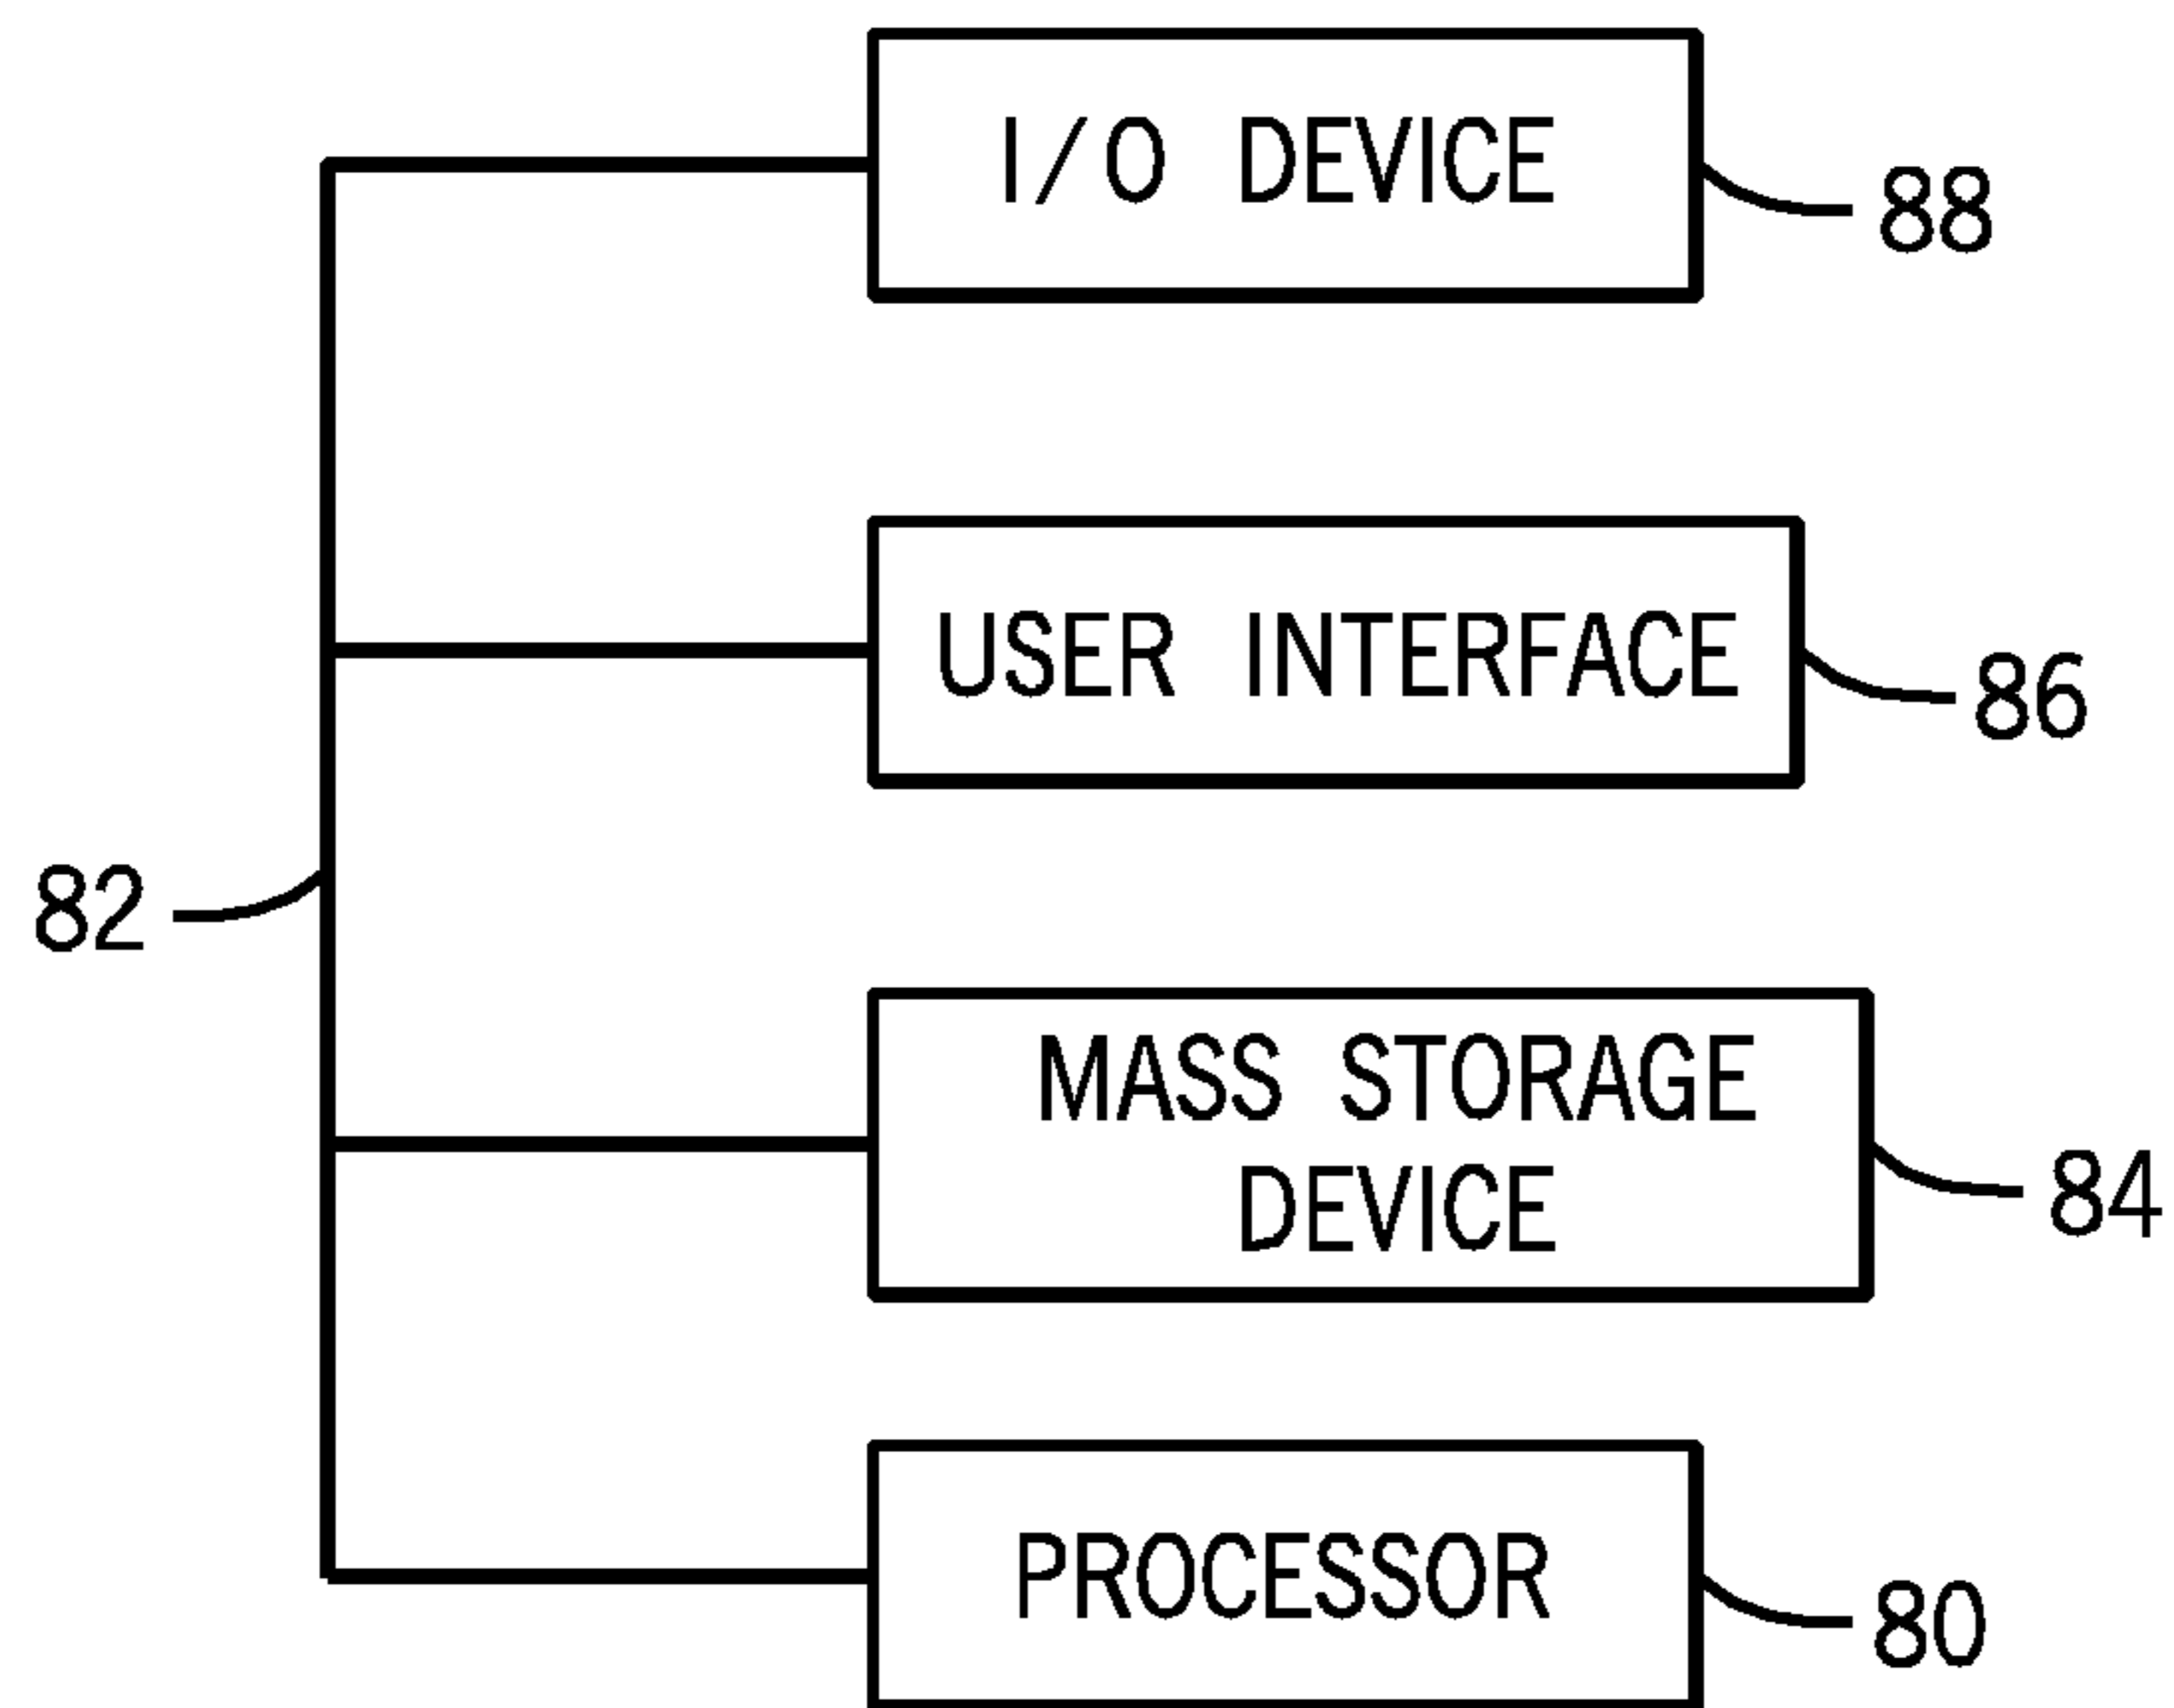 I/O DEVICE
88
USER INTERFACE
86
82
MASS STORAGE
DEVICE
84
PROCESSOR
80